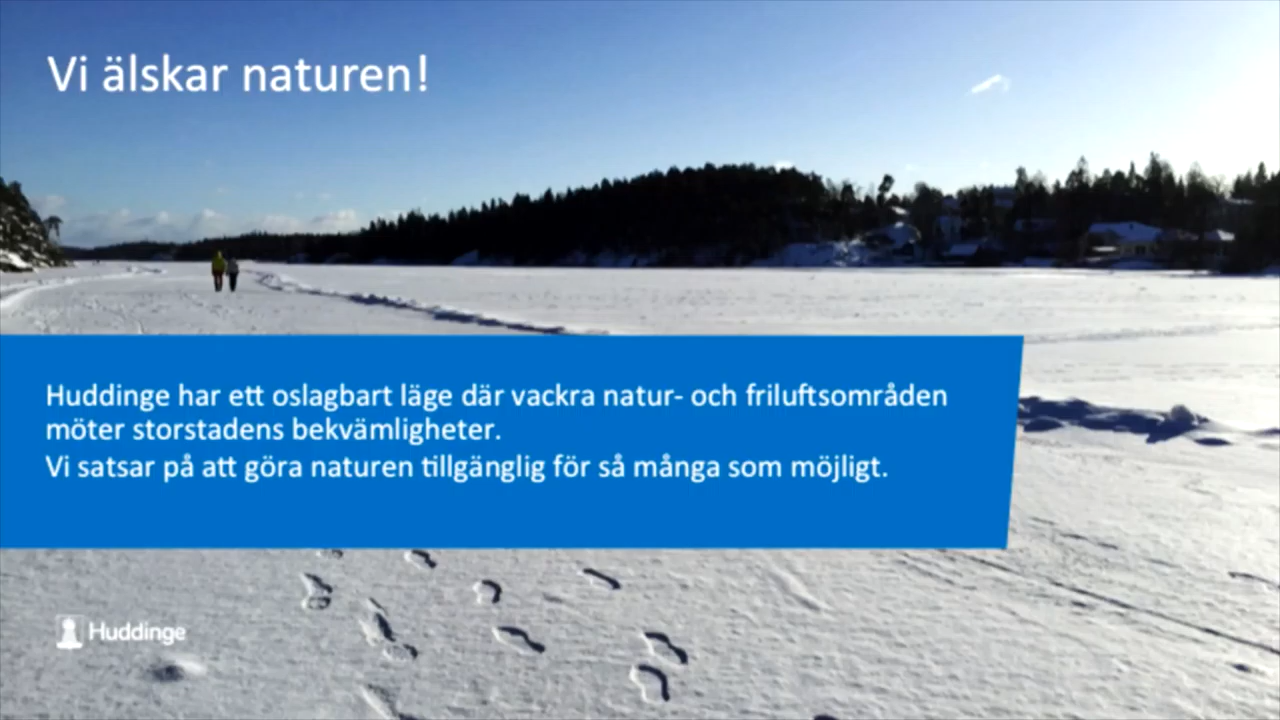 Vi älskar naturen!
Huddinge har ett oslagbart läge där vackra natur- och friluftsområden
möter storstadens bekvämligheter.
Vi satsar på att göra naturen tillgänglig för så många som möjligt.
Huddinge